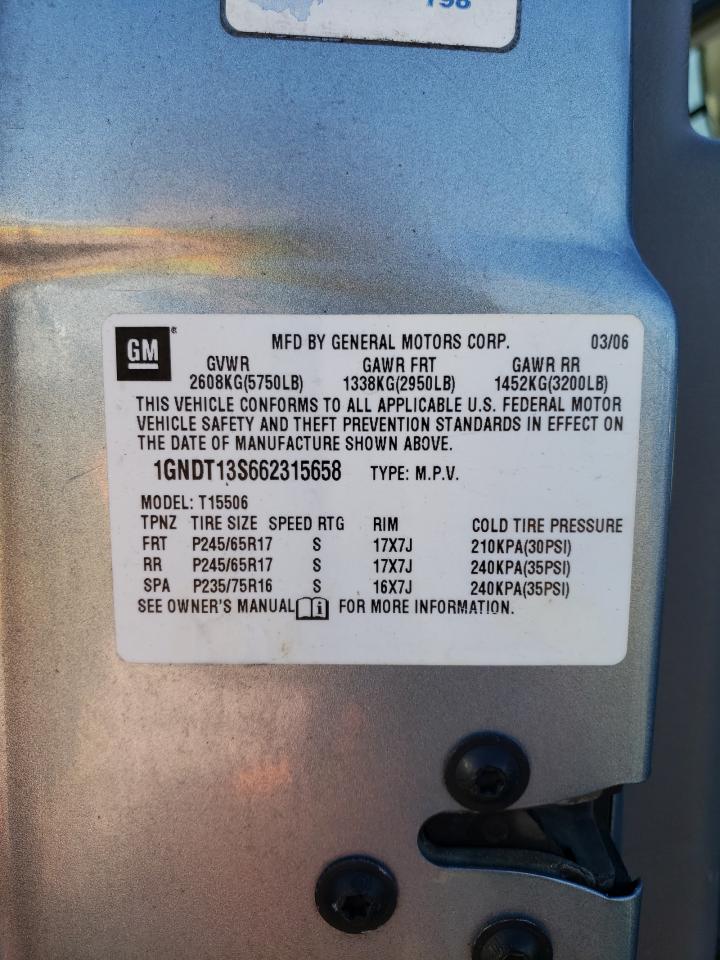 198
GM®
MFD BY GENERAL MOTORS CORP. 03/06
GVWR GAWR FRT GAWR RR
2608KG(5750LB) 1338KG(2950LB) 1452KG(3200LB)
THIS VEHICLE CONFORMS TO ALL APPLICABLE U.S. FEDERAL MOTOR
VEHICLE SAFETY AND THEFT PREVENTION STANDARDS IN EFFECT ON
THE DATE OF MANUFACTURE SHOWN ABOVE.
1GNDT13S662315658 TYPE: M.P.V.
MODEL: T15506
TPNZ TIRE SIZE SPEED RTG RIM COLD TIRE PRESSURE
FRT P245/65R17 S 17X7J 210KPA(30PSI)
RR P245/65R17 S 17X7J 240KPA(35PSI)
SPA P235/75R16 S 16X7J 240KPA(35PSI)
SEE OWNER'S MANUAL i FOR MORE INFORMATION.